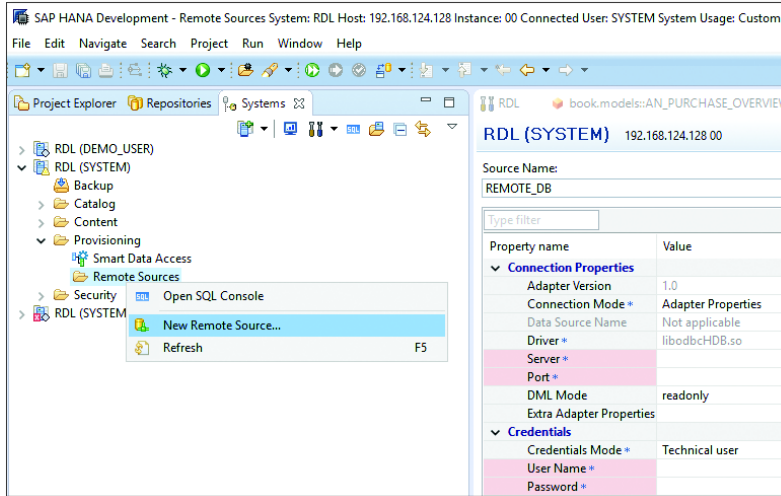 SAP HANA Development - Remote Sources System: RDL Host: 192.168.124.128 Instance: 00 Connected User: SYSTEM System Usage: Custom
File Edit Navigate Search Project Run Window Help
Project Explorer Repositories Systems
RDL (DEMO_USER)
RDL (SYSTEM)
Backup
Catalog
Content
Provisioning
Smart Data Access
Remote Sources
Security
RDL (SYSTEM
SQL Open SQL Console
New Remote Source...
Refresh F5
RDL book.models::AN_PURCHASE_OVERVIE
RDL (SYSTEM) 192.168.124.128 00
Source Name:
REMOTE_DB
Type filter
Property name Value
Connection Properties
Adapter Version 1.0
Connection Mode * Adapter Properties
Data Source Name Not applicable
Driver * libodbcHDB.so
Server *
Port *
DML Mode readonly
Extra Adapter Properties
Credentials
Credentials Mode * Technical user
User Name *
Password *